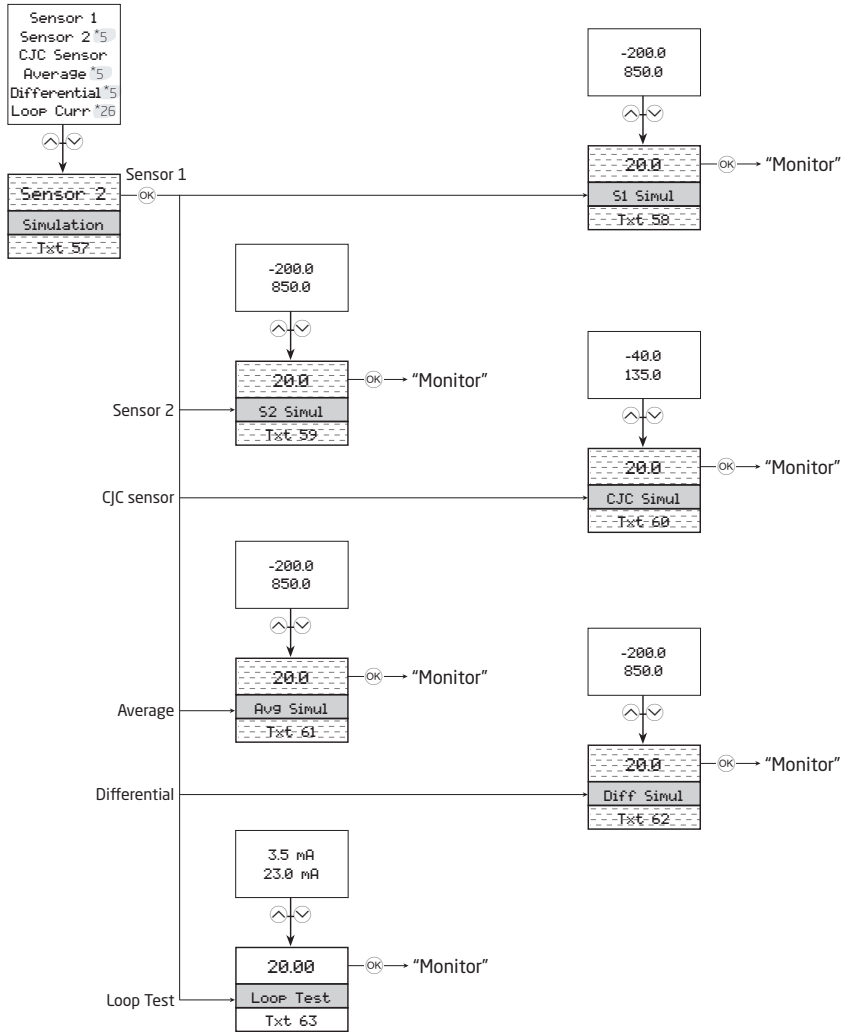 Sensor 1
Sensor 2 *5
CJC Sensor
Average *5
Differential *5
Loop Curr *26
Sensor 2
Simulation
Txt 57
OK
Sensor 1
-200.0
850.0
20.0
S1 Simul
Txt 58
OK
"Monitor"
-200.0
850.0
Sensor 2
20.0
S2 Simul
Txt 59
OK
"Monitor"
-40.0
135.0
CJC sensor
20.0
CJC Simul
Txt 60
OK
"Monitor"
-200.0
850.0
Average
20.0
Avg Simul
Txt 61
OK
"Monitor"
-200.0
850.0
Differential
20.0
Diff Simul
Txt 62
OK
"Monitor"
3.5 mA
23.0 mA
Loop Test
20.00
Loop Test
Txt 63
OK
"Monitor"